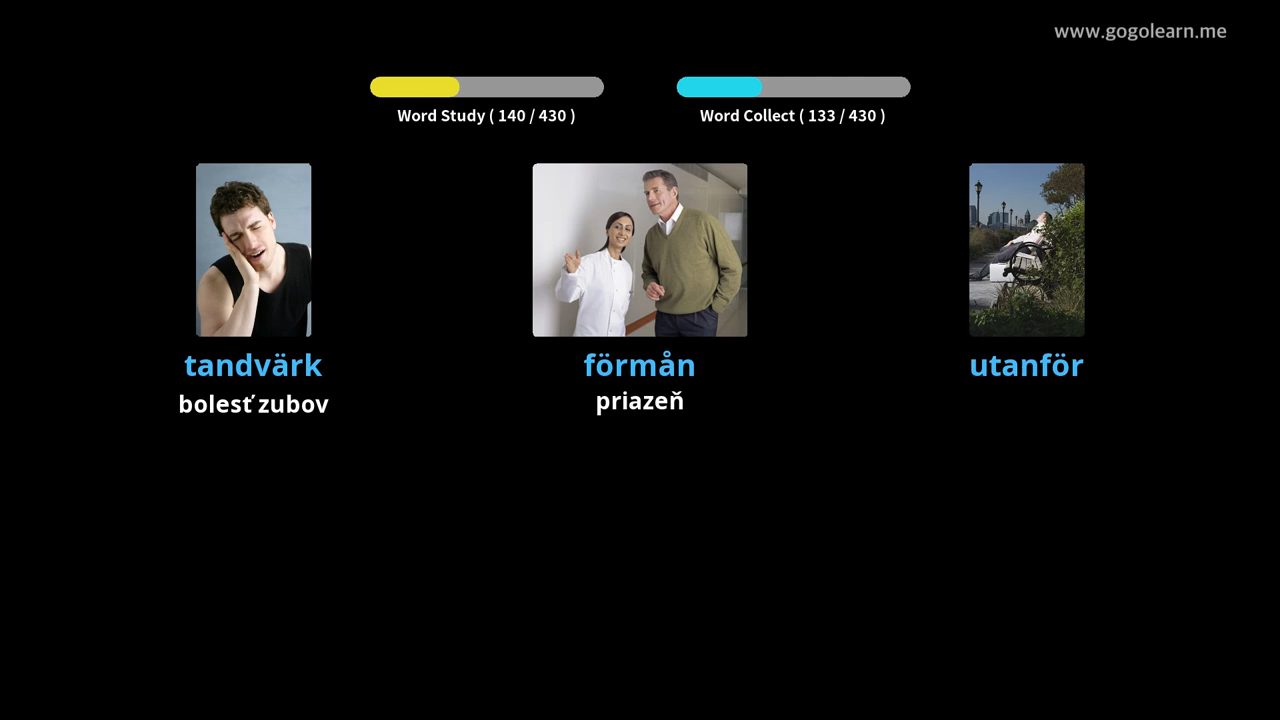 www.gogolearn.me
Word Study ( 140 / 430 )
Word Collect ( 133 / 430 )
tandvärk
förmån
utanför
bolesť zubov
priazeň